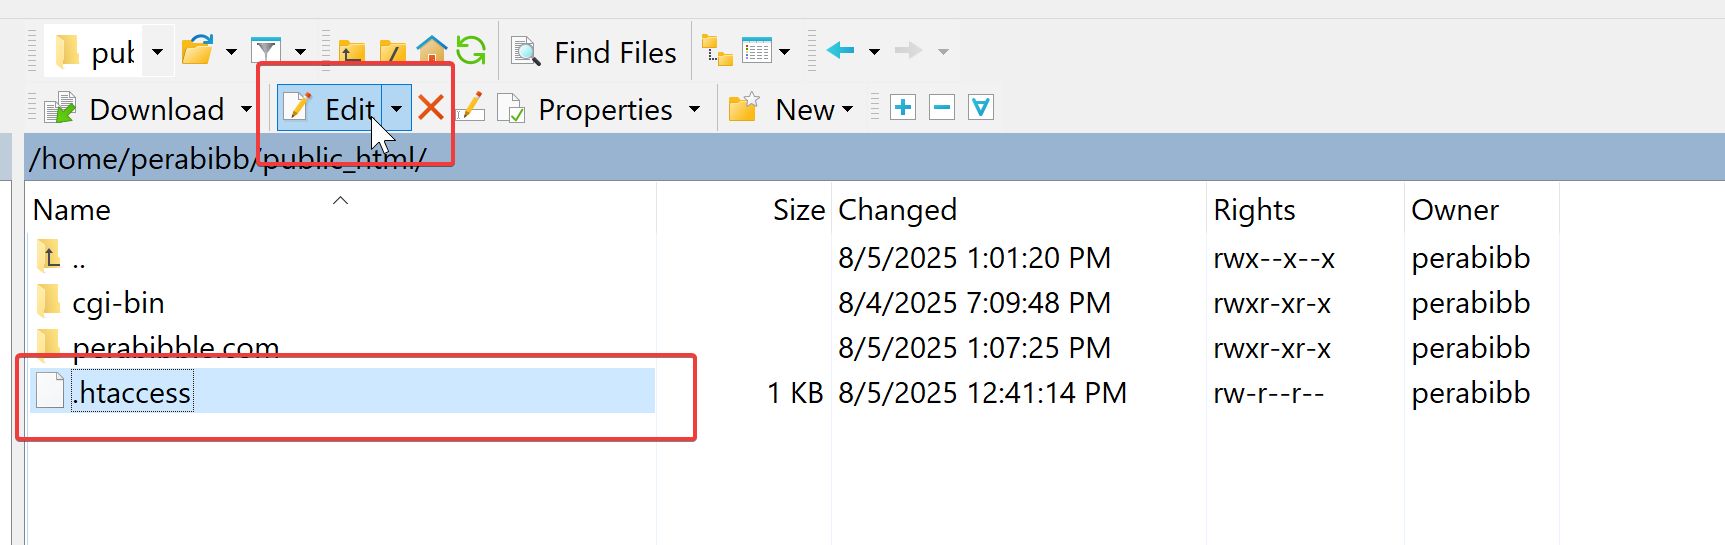 pub
Find Files
Download Edit Properties New
/home/perabibb/public_html/
Name Size Changed Rights Owner
.. 8/5/2025 1:01:20 PM rwx--x--x perabibb
cgi-bin 8/4/2025 7:09:48 PM rwxr-xr-x perabibb
perabibble.com 8/5/2025 1:07:25 PM rwxr-xr-x perabibb
.htaccess 1 KB 8/5/2025 12:41:14 PM rw-r--r-- perabibb